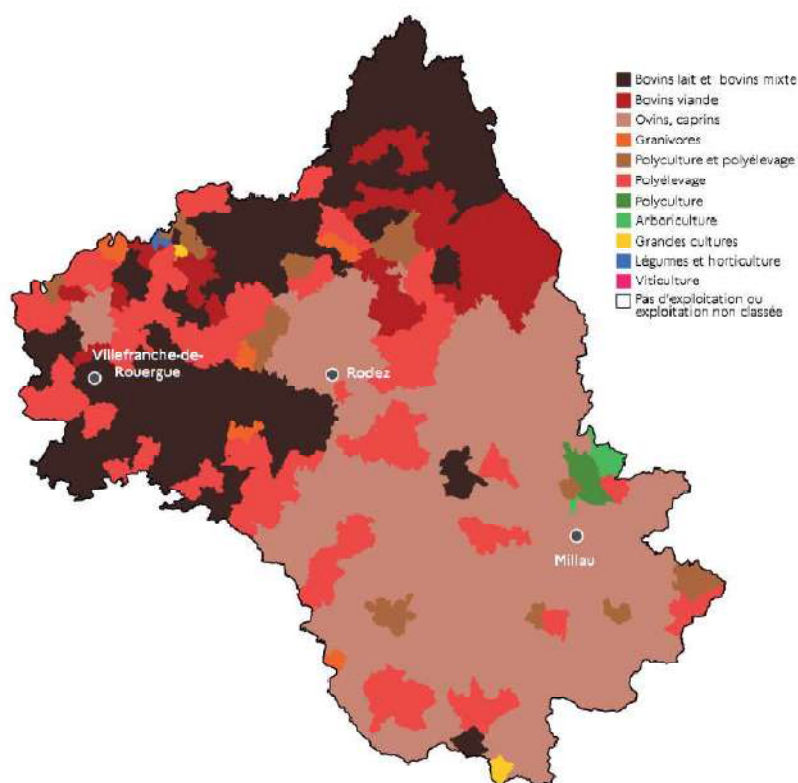 Bovins lait et bovins mixte
Bovins viande
Ovins, caprins
Granivores
Polyculture et polyélevage
Polyélevage
Polyculture
Arboriculture
Grandes cultures
Légumes et horticulture
Viticulture
Pas d'exploitation ou
exploitation non classée
Villefranche-de-
Rouergue
Rodez
Millau